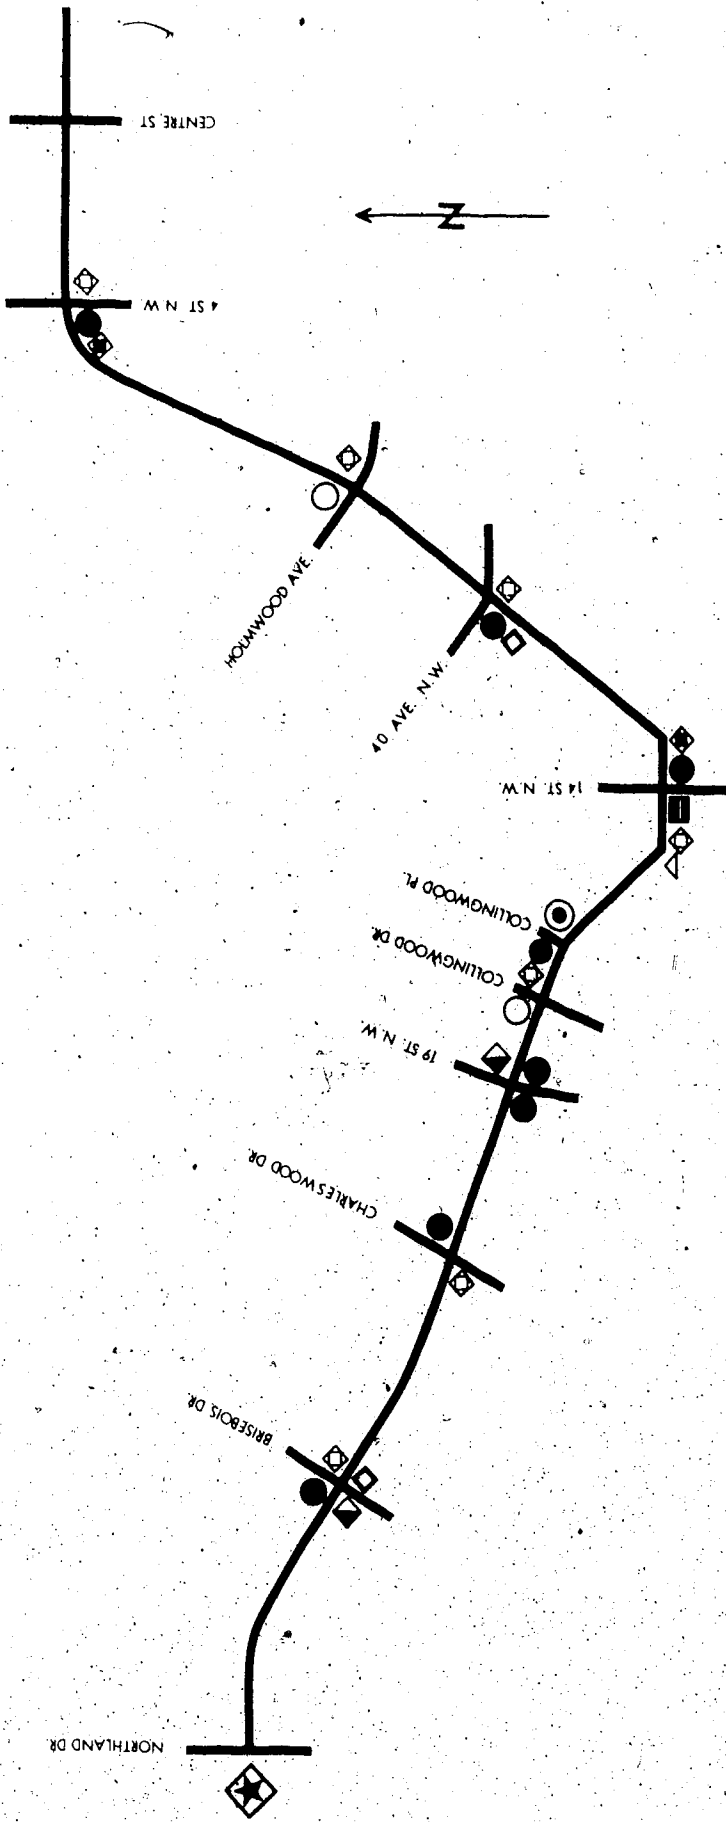 CENTRE ST
4 ST N W
N
HOLMWOOD AVE.
40 AVE. N.W.
14 ST. N.W.
COLLINGWOOD PL.
COLLINGWOOD DR.
19 ST. N.W.
CHARLESWOOD DR.
BRISEBOIS DR.
NORTHLAND DR.